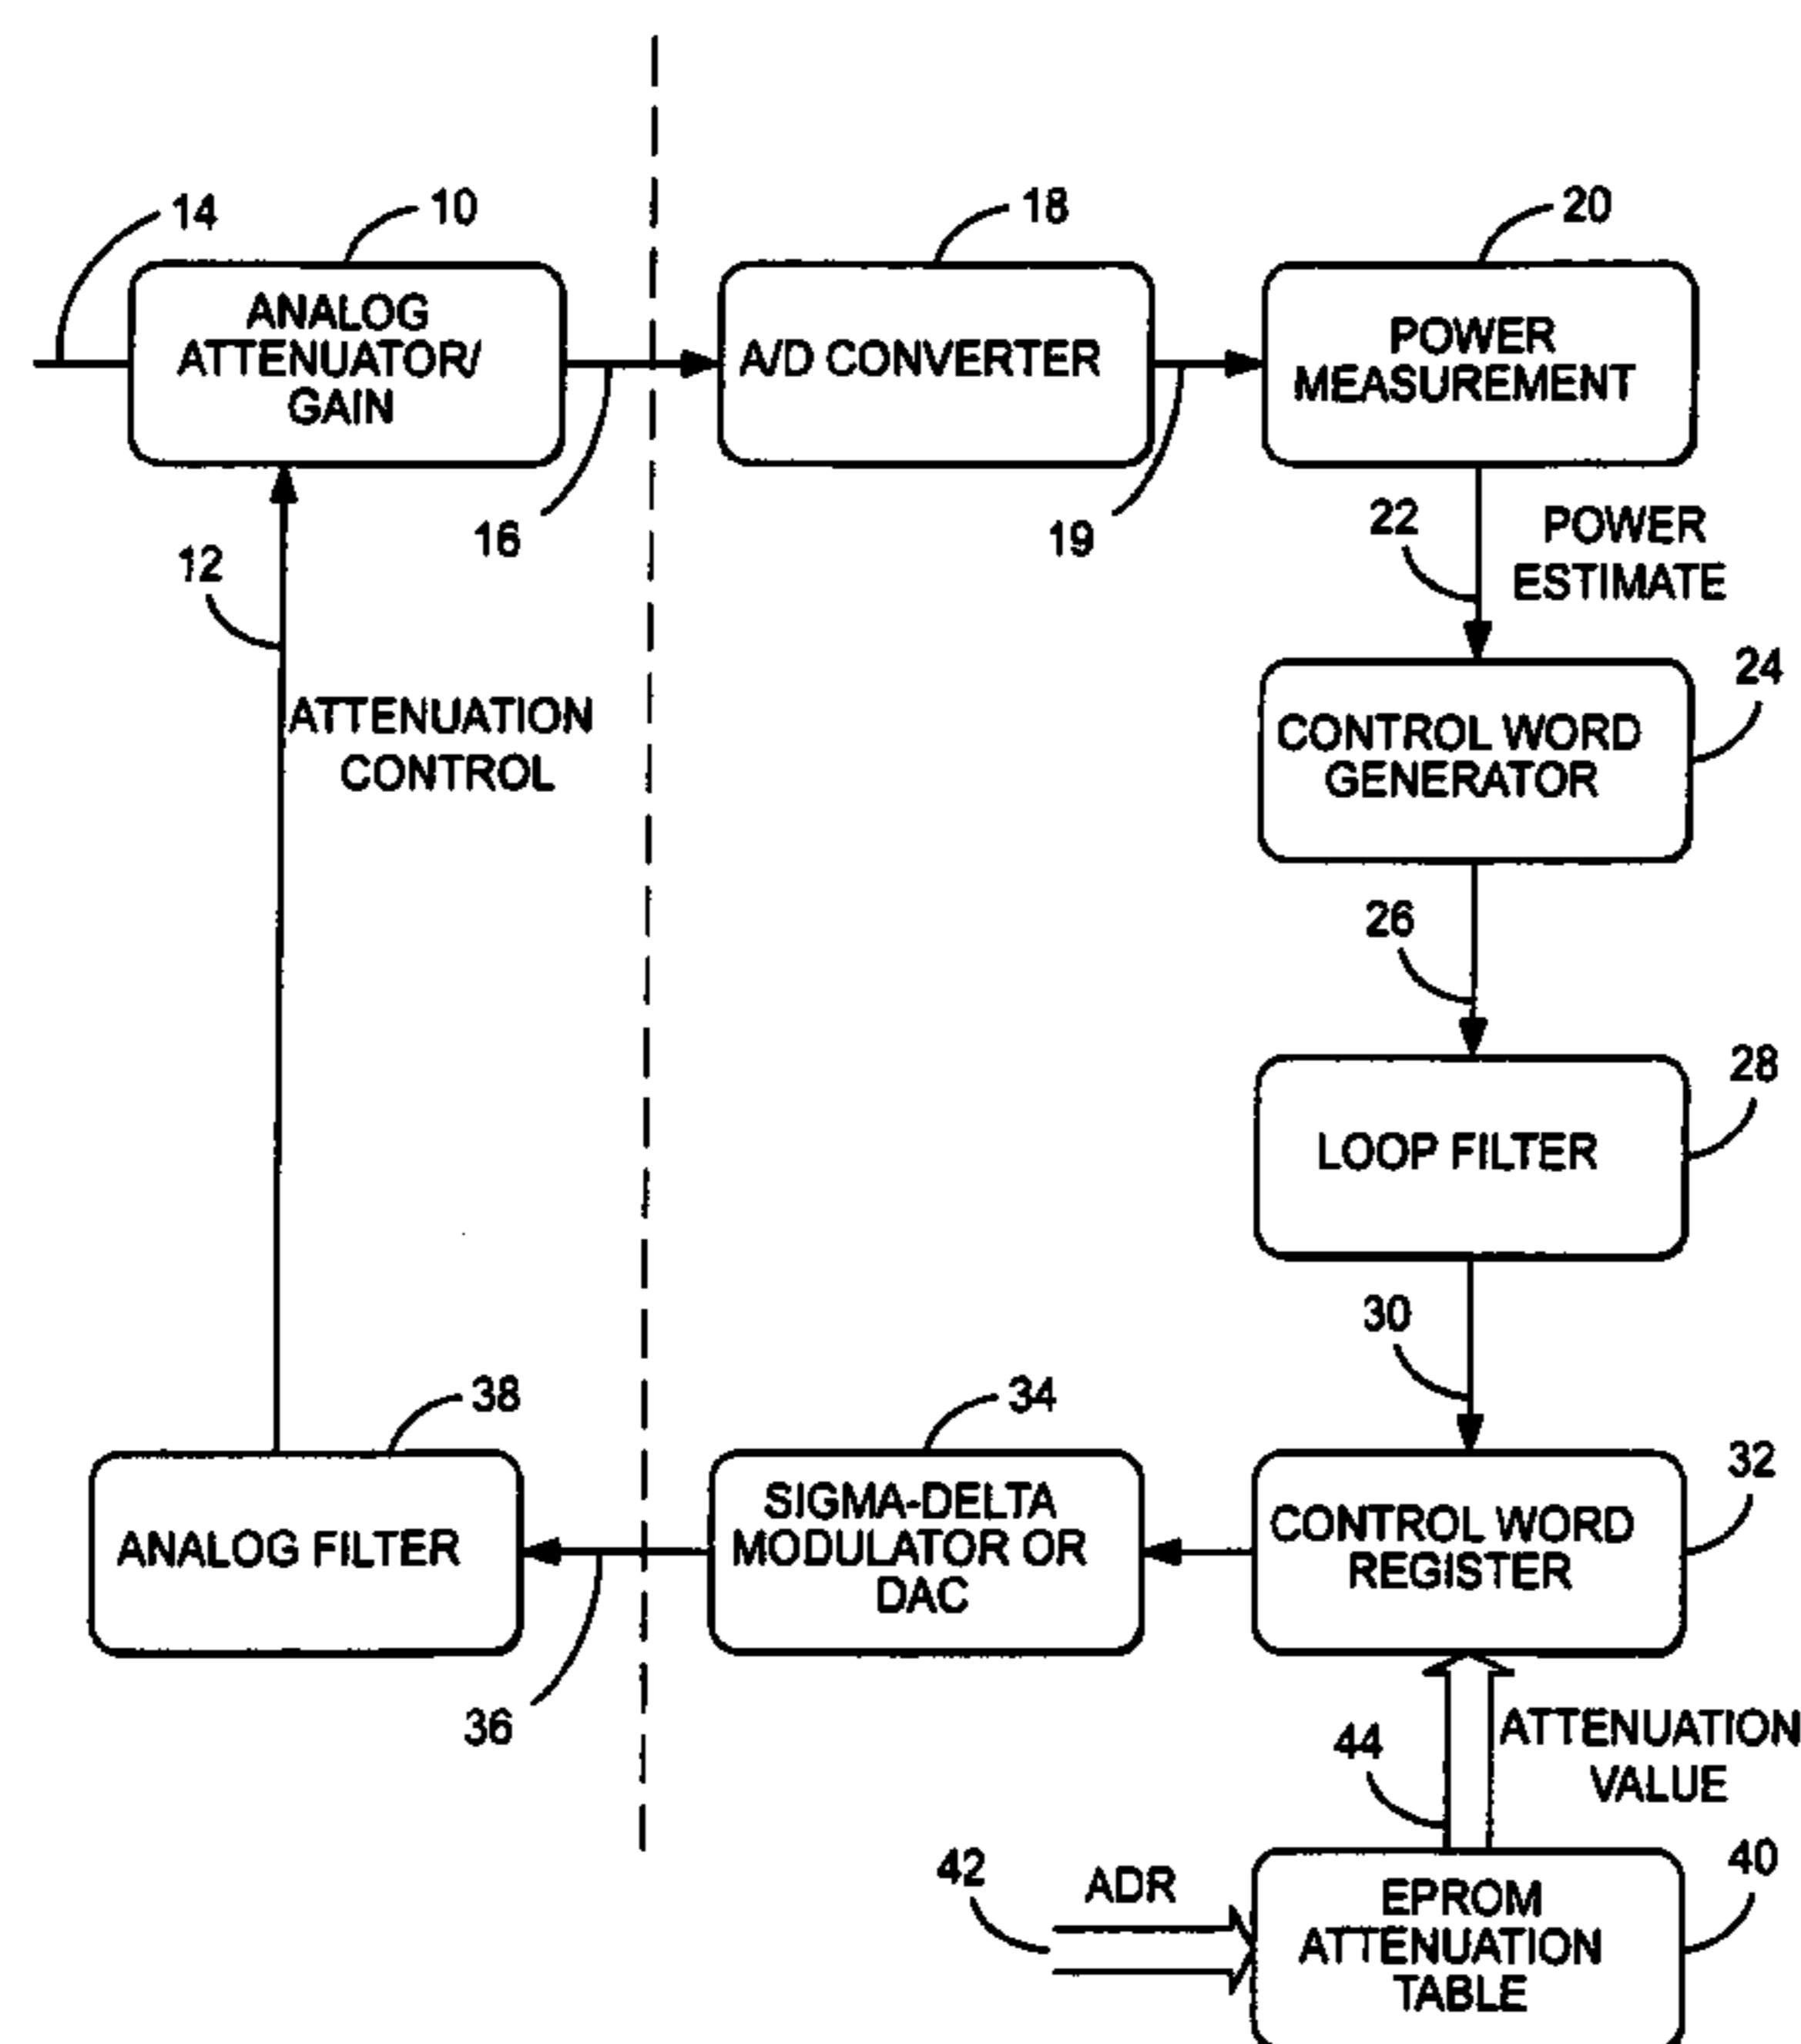 14
10
18
20
ANALOG
ATTENUATOR/
GAIN
A/D CONVERTER
POWER
MEASUREMENT
16
19
22
POWER
ESTIMATE
12
ATTENUATION
CONTROL
24
CONTROL WORD
GENERATOR
26
28
LOOP FILTER
30
38
34
32
ANALOG FILTER
SIGMA-DELTA
MODULATOR OR
DAC
CONTROL WORD
REGISTER
36
44
ATTENUATION
VALUE
42
ADR
40
EPROM
ATTENUATION
TABLE